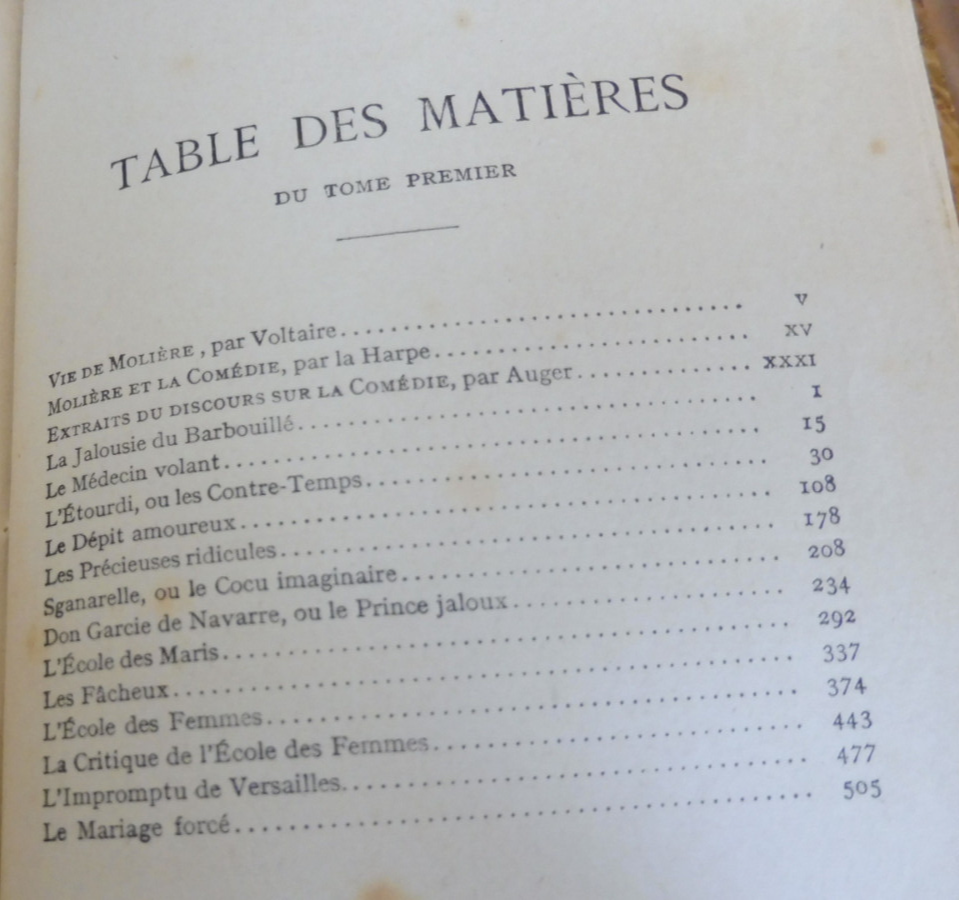 TABLE DES MATIÈRES
DU TOME PREMIER
VIE DE MOLIÈRE, par Voltaire........ V
MOLIÈRE ET LA COMÉDIE, par la Harpe........ XV
EXTRAITS DU DISCOURS SUR LA COMÉDIE, par Auger........ XXXI
La Jalousie du Barbouillé........ 1
Le Médecin volant........ 15
L'Étourdi, ou les Contre-Temps........ 30
Le Dépit amoureux........ 108
Les Précieuses ridicules........ 178
Sganarelle, ou le Cocu imaginaire........ 208
Don Garcie de Navarre, ou le Prince jaloux........ 234
L'École des Maris........ 292
Les Fâcheux........ 337
L'École des Femmes........ 374
La Critique de l'École des Femmes........ 443
L'Impromptu de Versailles........ 477
Le Mariage forcé........ 505